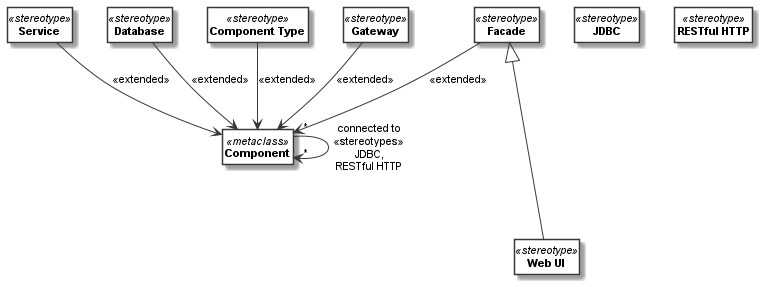 «stereotype»
Service
«stereotype»
Database
«stereotype»
Component Type
«stereotype»
Gateway
«stereotype»
Facade
«stereotype»
JDBC
«stereotype»
RESTful HTTP
«extended»
«extended»
«extended»
«extended»
«extended»
«metaclass»
Component
*
*
connected to
«stereotypes»
JDBC,
RESTful HTTP
«stereotype»
Web UI